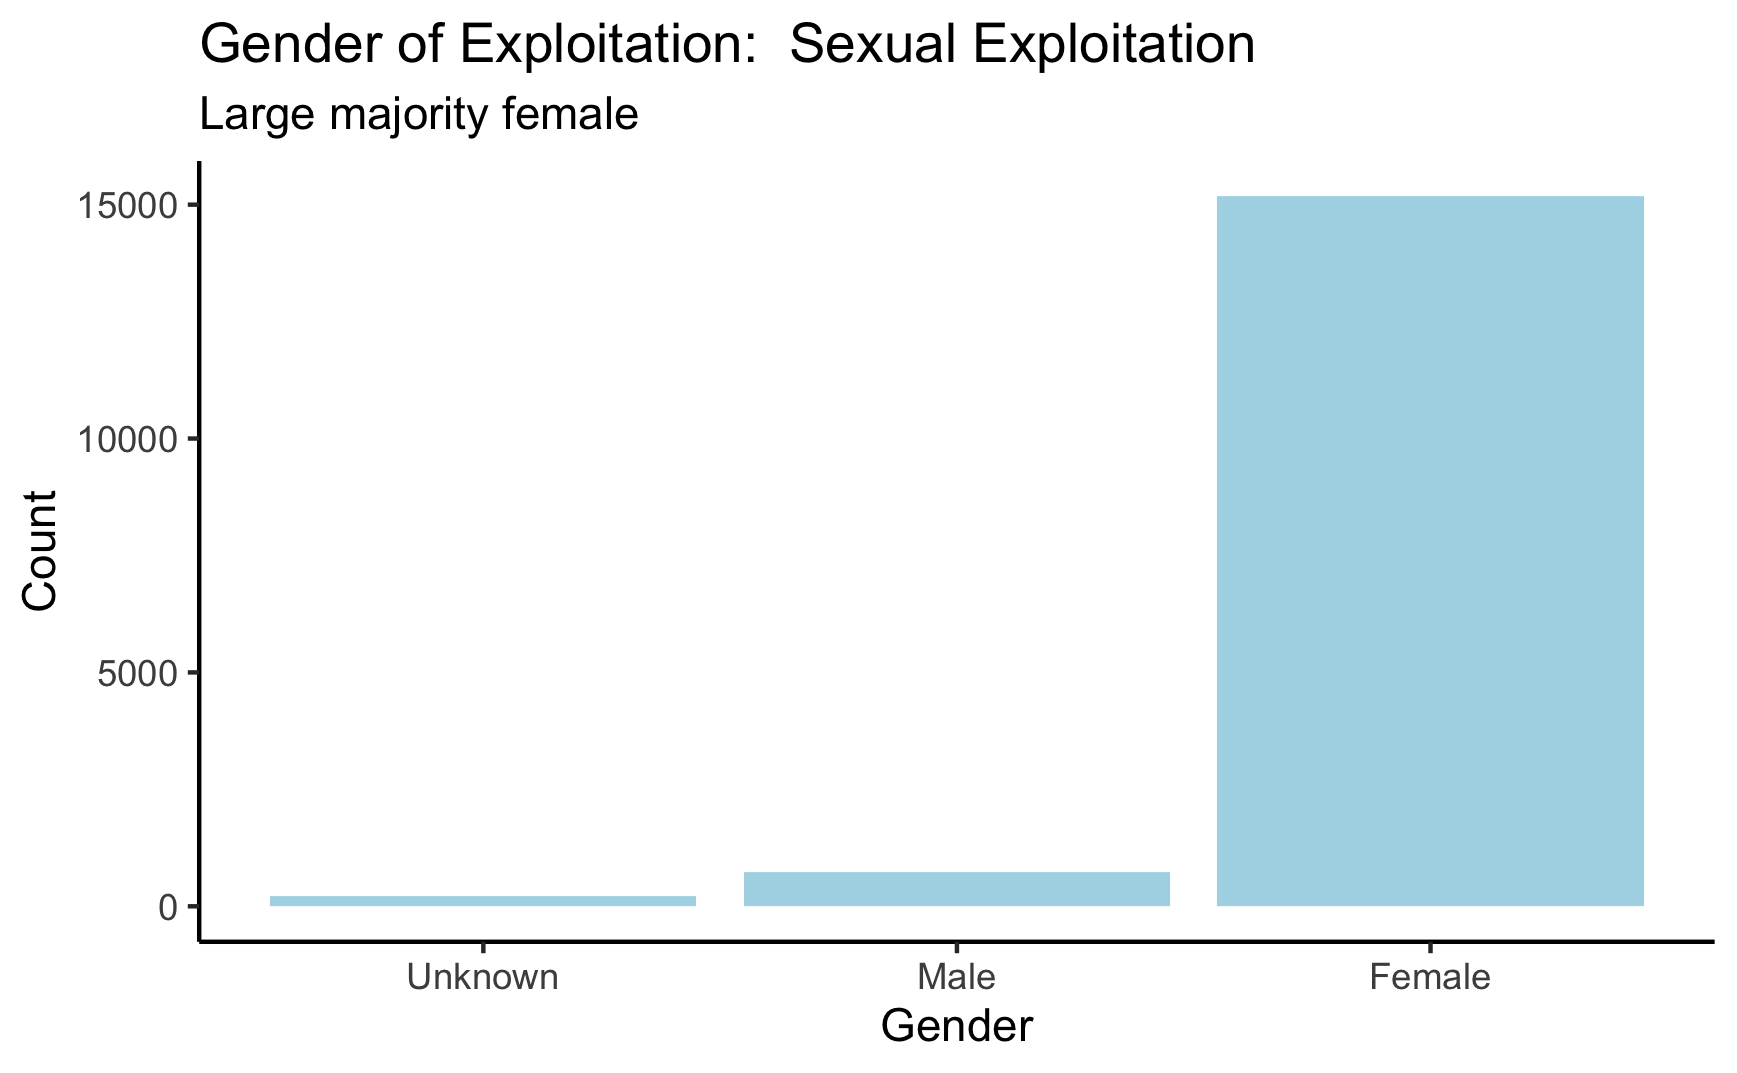 Gender of Exploitation:  Sexual Exploitation
Large majority female
15000
10000
5000
0
Count
Unknown
Male
Female
Gender